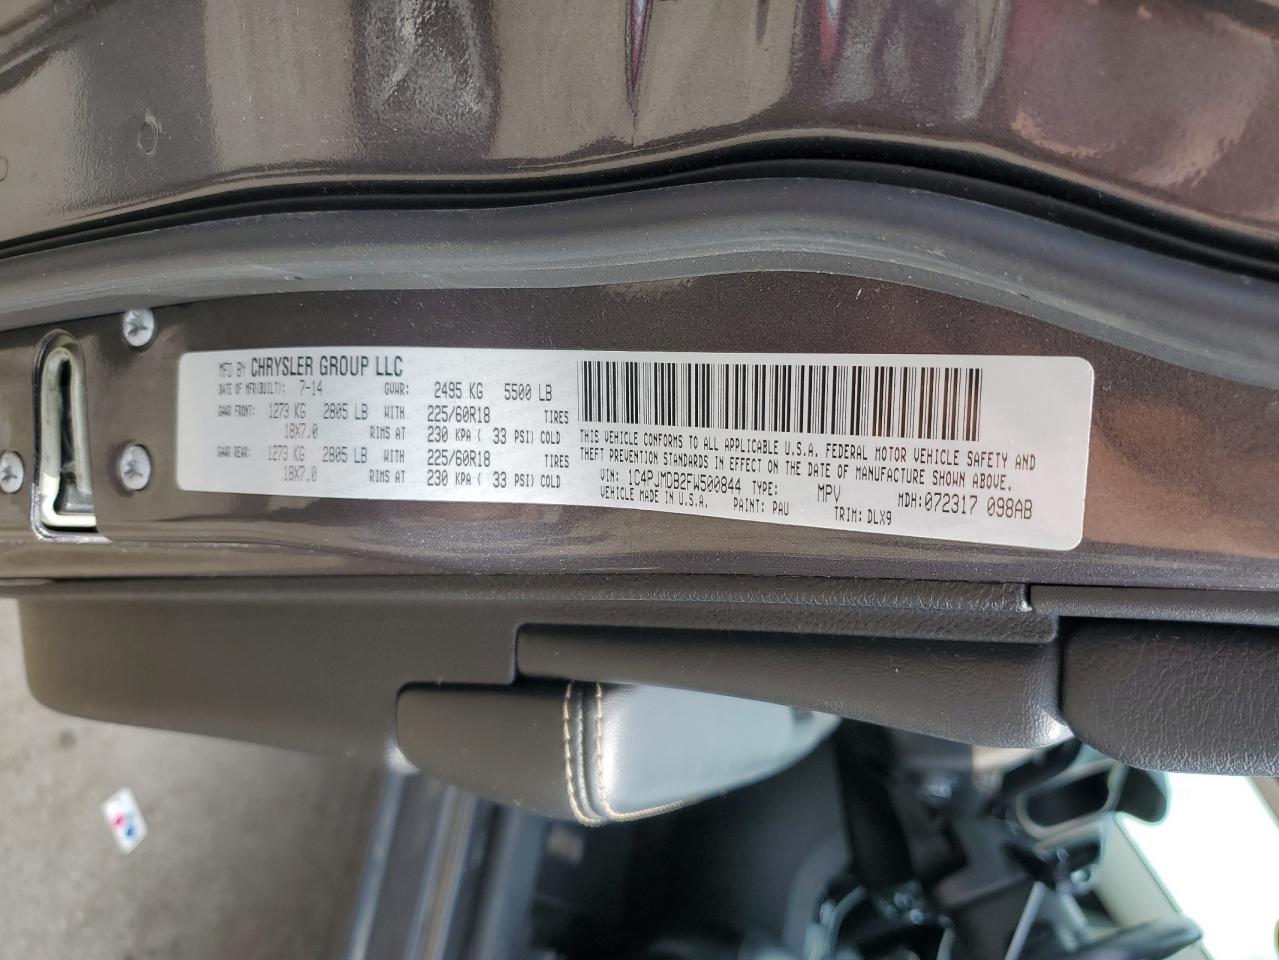 MFD BY CHRYSLER GROUP LLC
DATE OF MFR(BUILT): 7-14 GVWR: 2495 KG 5500 LB
GAWR FRONT: 1273 KG 2805 LB WITH 225/60R18 TIRES
18X7.0 RIMS AT 230 KPA ( 33 PSI) COLD
GAWR REAR: 1273 KG 2805 LB WITH 225/60R18 TIRES
18X7.0 RIMS AT 230 KPA ( 33 PSI) COLD
THIS VEHICLE CONFORMS TO ALL APPLICABLE U.S.A. FEDERAL MOTOR VEHICLE SAFETY AND
THEFT PREVENTION STANDARDS IN EFFECT ON THE DATE OF MANUFACTURE SHOWN ABOVE.
VIN: 1C4PJMDB2FW500844 TYPE: MPV MDH: 072317 098AB
VEHICLE MADE IN U.S.A. PAINT: PAU TRIM: DLX9